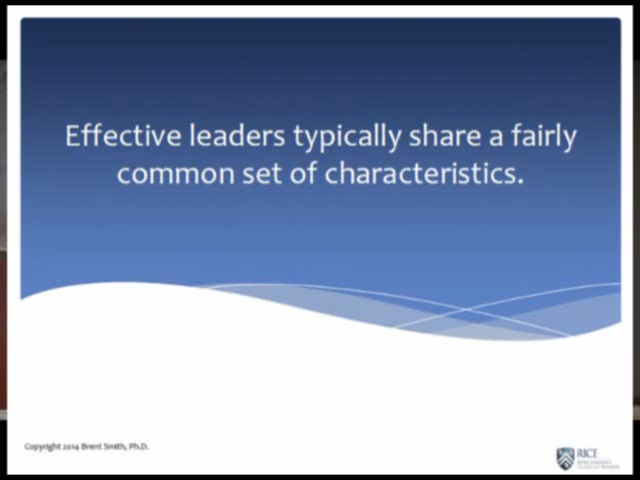 Effective leaders typically share a fairly
common set of characteristics.
Copyright 2014 Brent Smith, Ph.D.
RICE